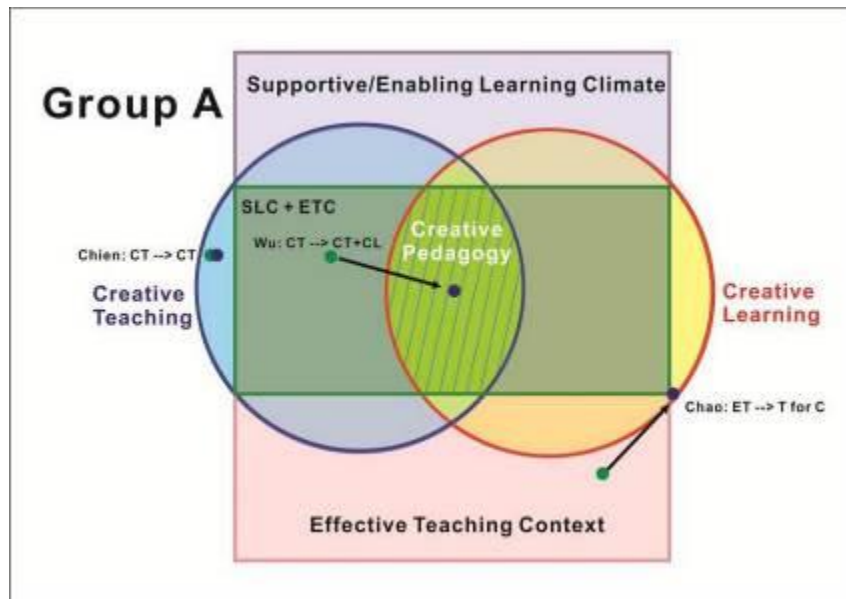 Supportive/Enabling Learning Climate
Group A
SLC + ETC
Creative
Pedagogy
Wu: CT --> CT+CL
Chien: CT --> CT
Creative
Teaching
Creative
Learning
Chao: ET --> T for C
Effective Teaching Context